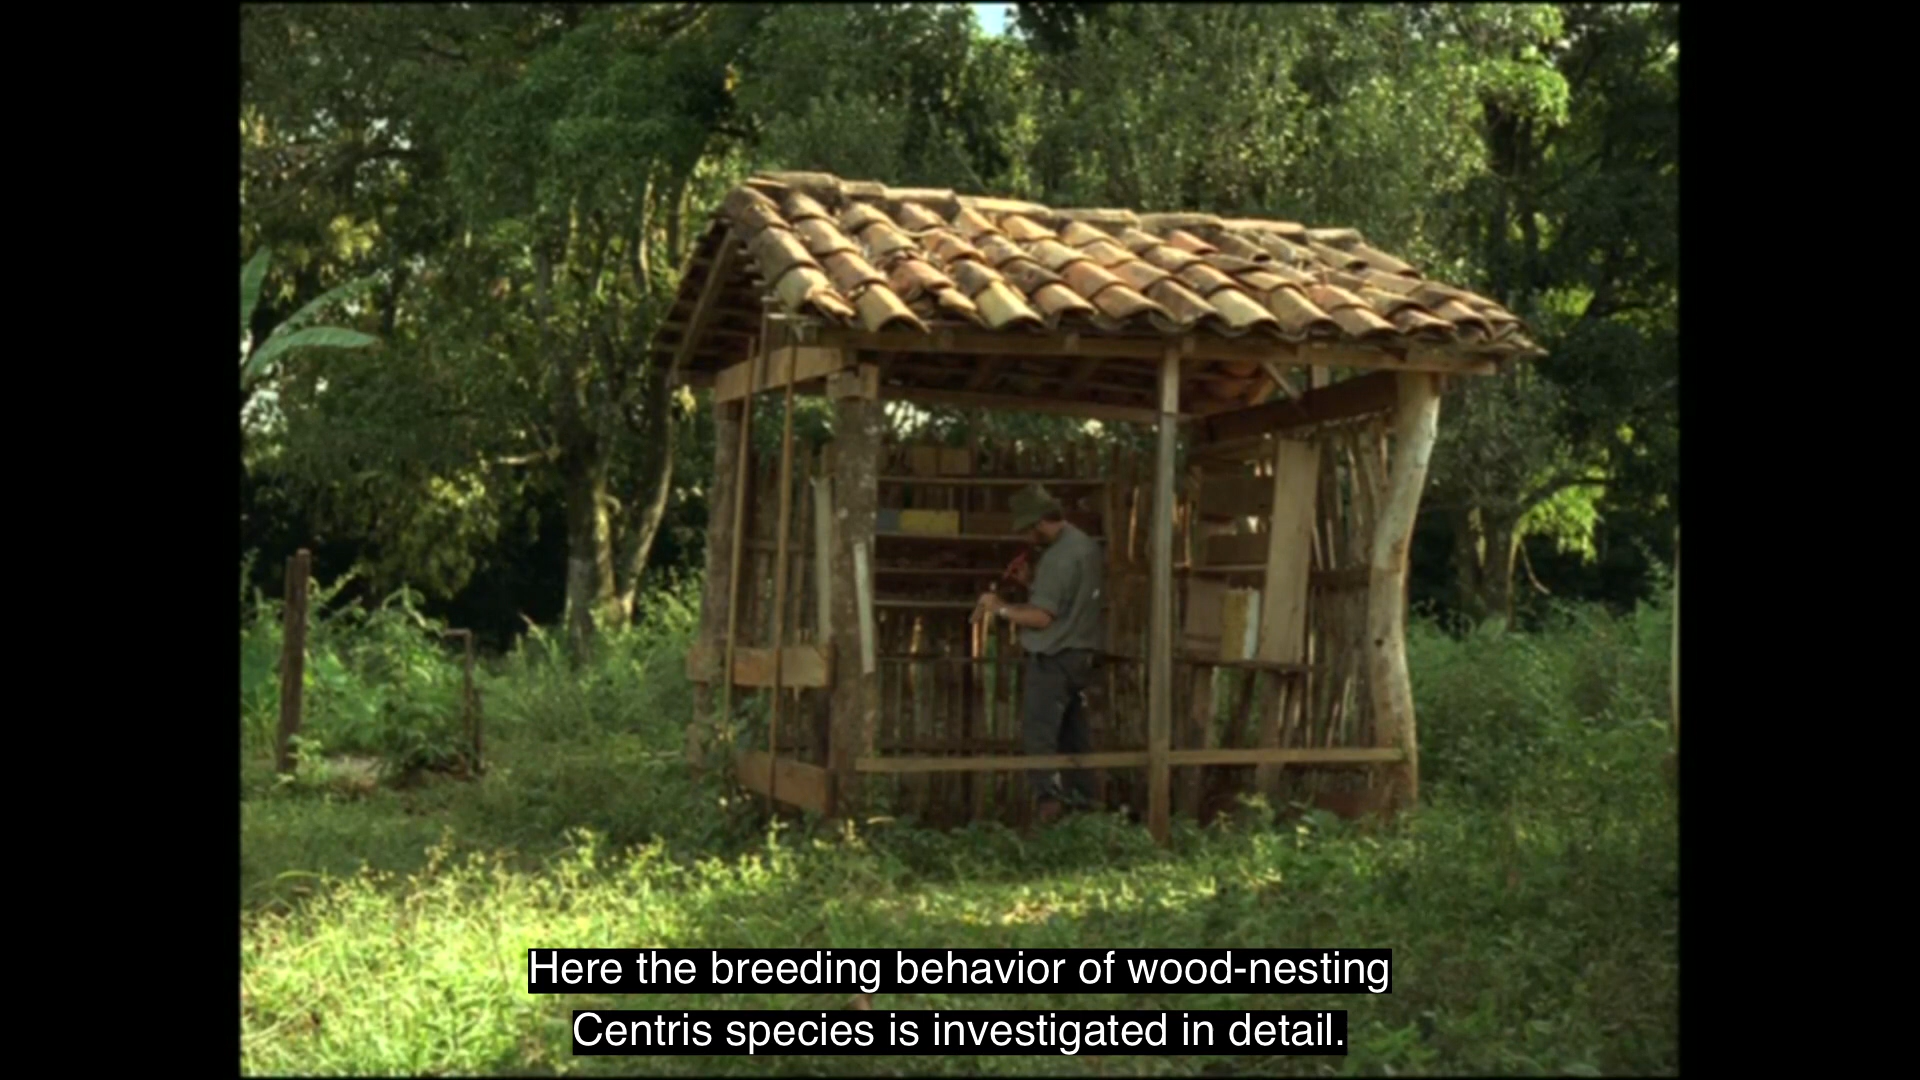 Here the breeding behavior of wood-nesting
Centris species is investigated in detail.